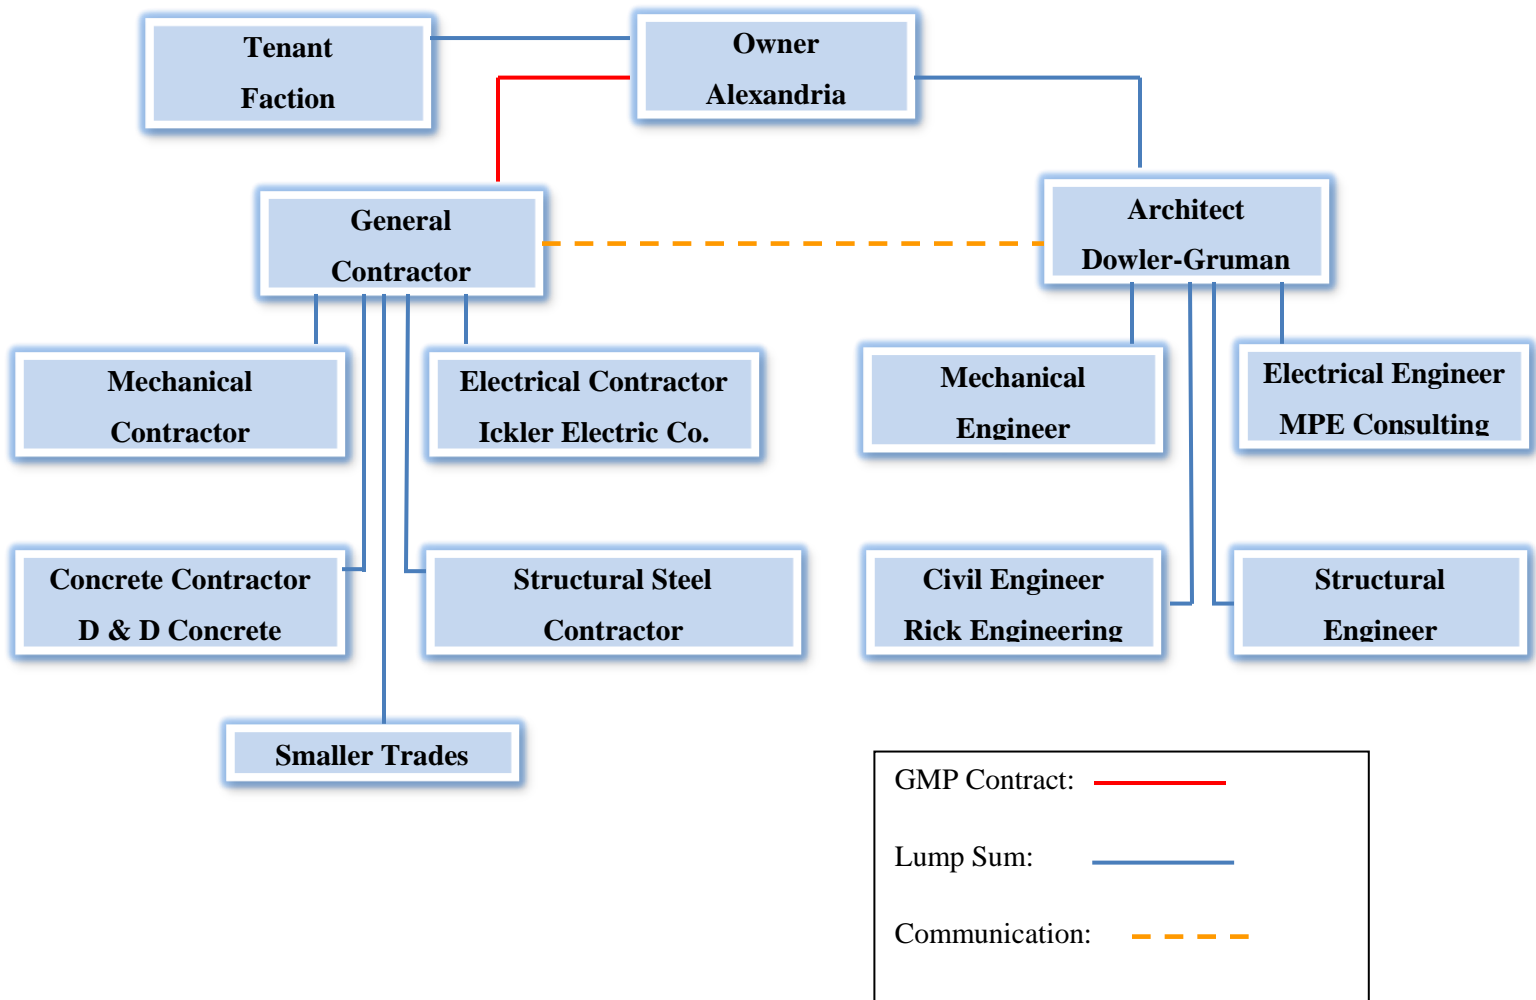 Tenant
Faction
Owner
Alexandria
General
Contractor
Architect
Dowler-Gruman
Mechanical
Contractor
Electrical Contractor
Ickler Electric Co.
Mechanical
Engineer
Electrical Engineer
MPE Consulting
Concrete Contractor
D & D Concrete
Structural Steel
Contractor
Civil Engineer
Rick Engineering
Structural
Engineer
Smaller Trades
GMP Contract:
Lump Sum:
Communication: